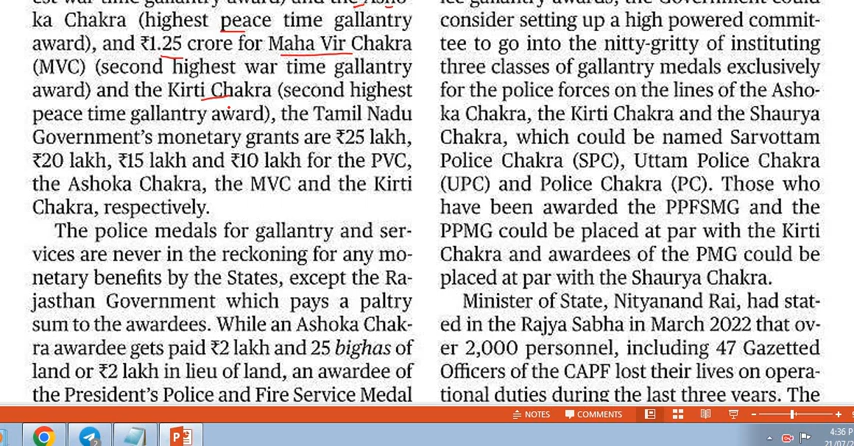 ka Chakra (highest peace time gallantry
award), and ₹1.25 crore for Maha Vir Chakra
(MVC) (second highest war time gallantry
award) and the Kirti Chakra (second highest
peace time gallantry award), the Tamil Nadu
Government's monetary grants are ₹25 lakh,
₹20 lakh, ₹15 lakh and ₹10 lakh for the PVC,
the Ashoka Chakra, the MVC and the Kirti
Chakra, respectively.
The police medals for gallantry and ser-
vices are never in the reckoning for any mo-
netary benefits by the States, except the Ra-
jasthan Government which pays a paltry
sum to the awardees. While an Ashoka Chak-
ra awardee gets paid ₹2 lakh and 25 bighas of
land or ₹2 lakh in lieu of land, an awardee of
the President's Police and Fire Service Medal
consider setting up a high powered commit-
tee to go into the nitty-gritty of instituting
three classes of gallantry medals exclusively
for the police forces on the lines of the Asho-
ka Chakra, the Kirti Chakra and the Shaurya
Chakra, which could be named Sarvottam
Police Chakra (SPC), Uttam Police Chakra
(UPC) and Police Chakra (PC). Those who
have been awarded the PPFSMG and the
PPMG could be placed at par with the Kirti
Chakra and awardees of the PMG could be
placed at par with the Shaurya Chakra.
Minister of State, Nityanand Rai, had stat-
ed in the Rajya Sabha in March 2022 that ov-
er 2,000 personnel, including 47 Gazetted
Officers of the CAPF lost their lives on opera-
tional duties during the last three years. The
NOTES COMMENTS
4:36 P
21/07/2